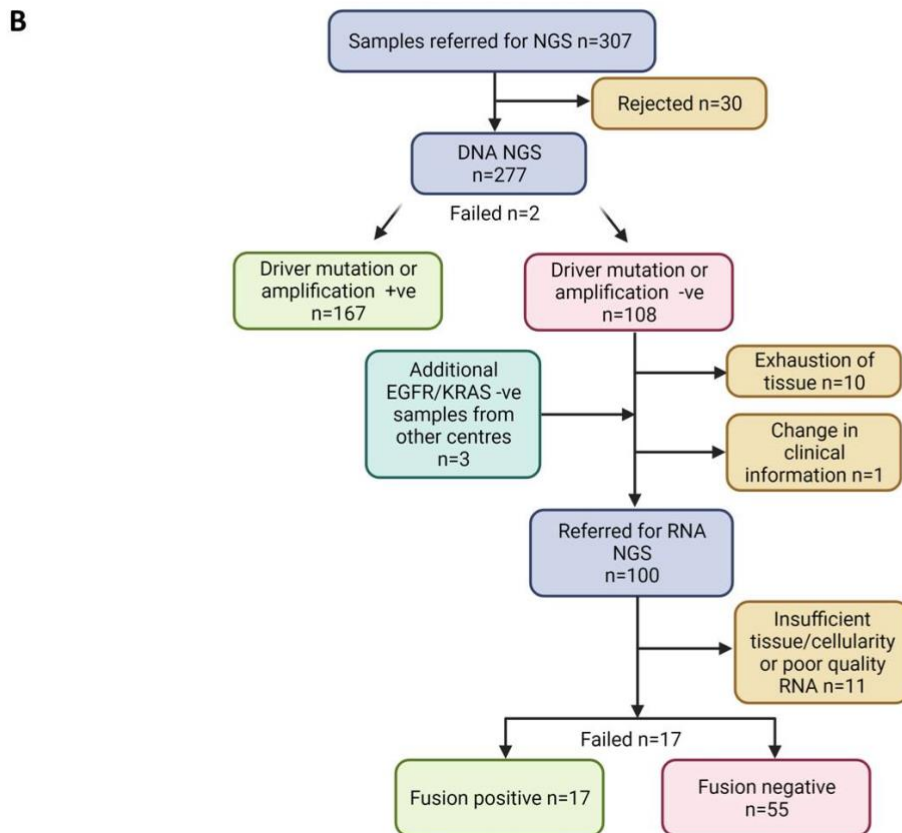 B
Samples referred for NGS n=307
Rejected n=30
DNA NGS
n=277
Failed n=2
Driver mutation or
amplification +ve
n=167
Driver mutation or
amplification -ve
n=108
Additional
EGFR/KRAS -ve
samples from
other centres
n=3
Exhaustion of
tissue n=10
Change in
clinical
information n=1
Referred for RNA
NGS
n=100
Insufficient
tissue/cellularity
or poor quality
RNA n=11
Failed n=17
Fusion positive n=17
Fusion negative
n=55